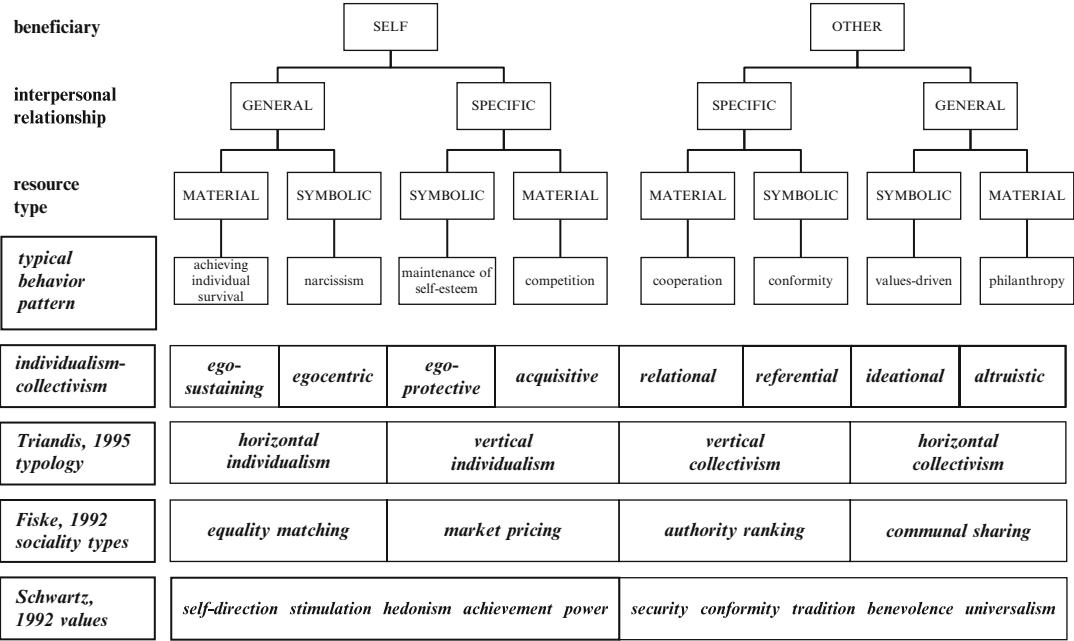 beneficiary
SELF
OTHER
interpersonal
relationship
GENERAL
SPECIFIC
SPECIFIC
GENERAL
resource
type
MATERIAL
SYMBOLIC
SYMBOLIC
MATERIAL
MATERIAL
SYMBOLIC
SYMBOLIC
MATERIAL
typical
behavior
pattern
achieving
individual
survival
narcissism
maintenance of
self-esteem
competition
cooperation
conformity
values-driven
philanthropy
individualism-
collectivism
ego-
sustaining
egocentric
ego-
protective
acquisitive
relational
referential
ideational
altruistic
Triandis, 1995
typology
horizontal
individualism
vertical
individualism
vertical
collectivism
horizontal
collectivism
Fiske, 1992
sociality types
equality matching
market pricing
authority ranking
communal sharing
Schwartz,
1992 values
self-direction stimulation hedonism achievement power
security conformity tradition benevolence universalism